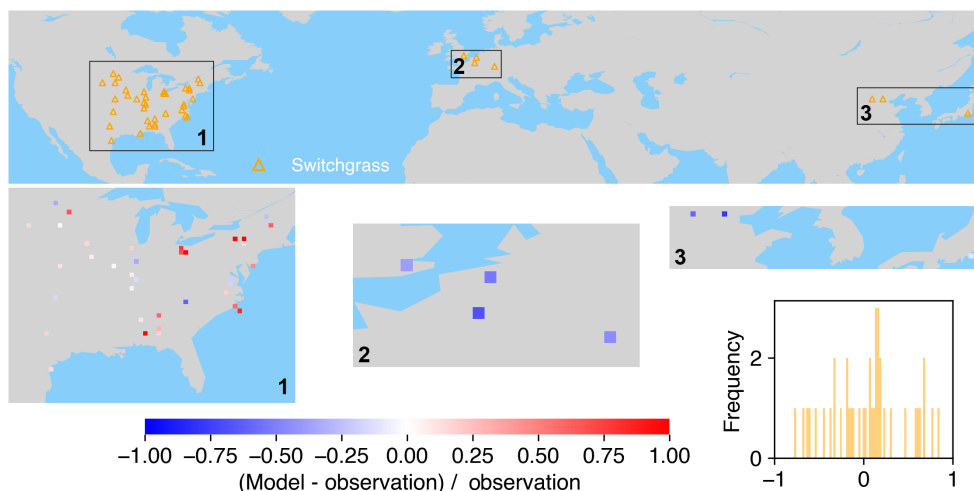 1
2
3
Switchgrass
1
2
3
−1.00 −0.75 −0.50 −0.25 0.00 0.25 0.50 0.75 1.00
(Model - observation) / observation
Frequency
2
0
−1 0 1